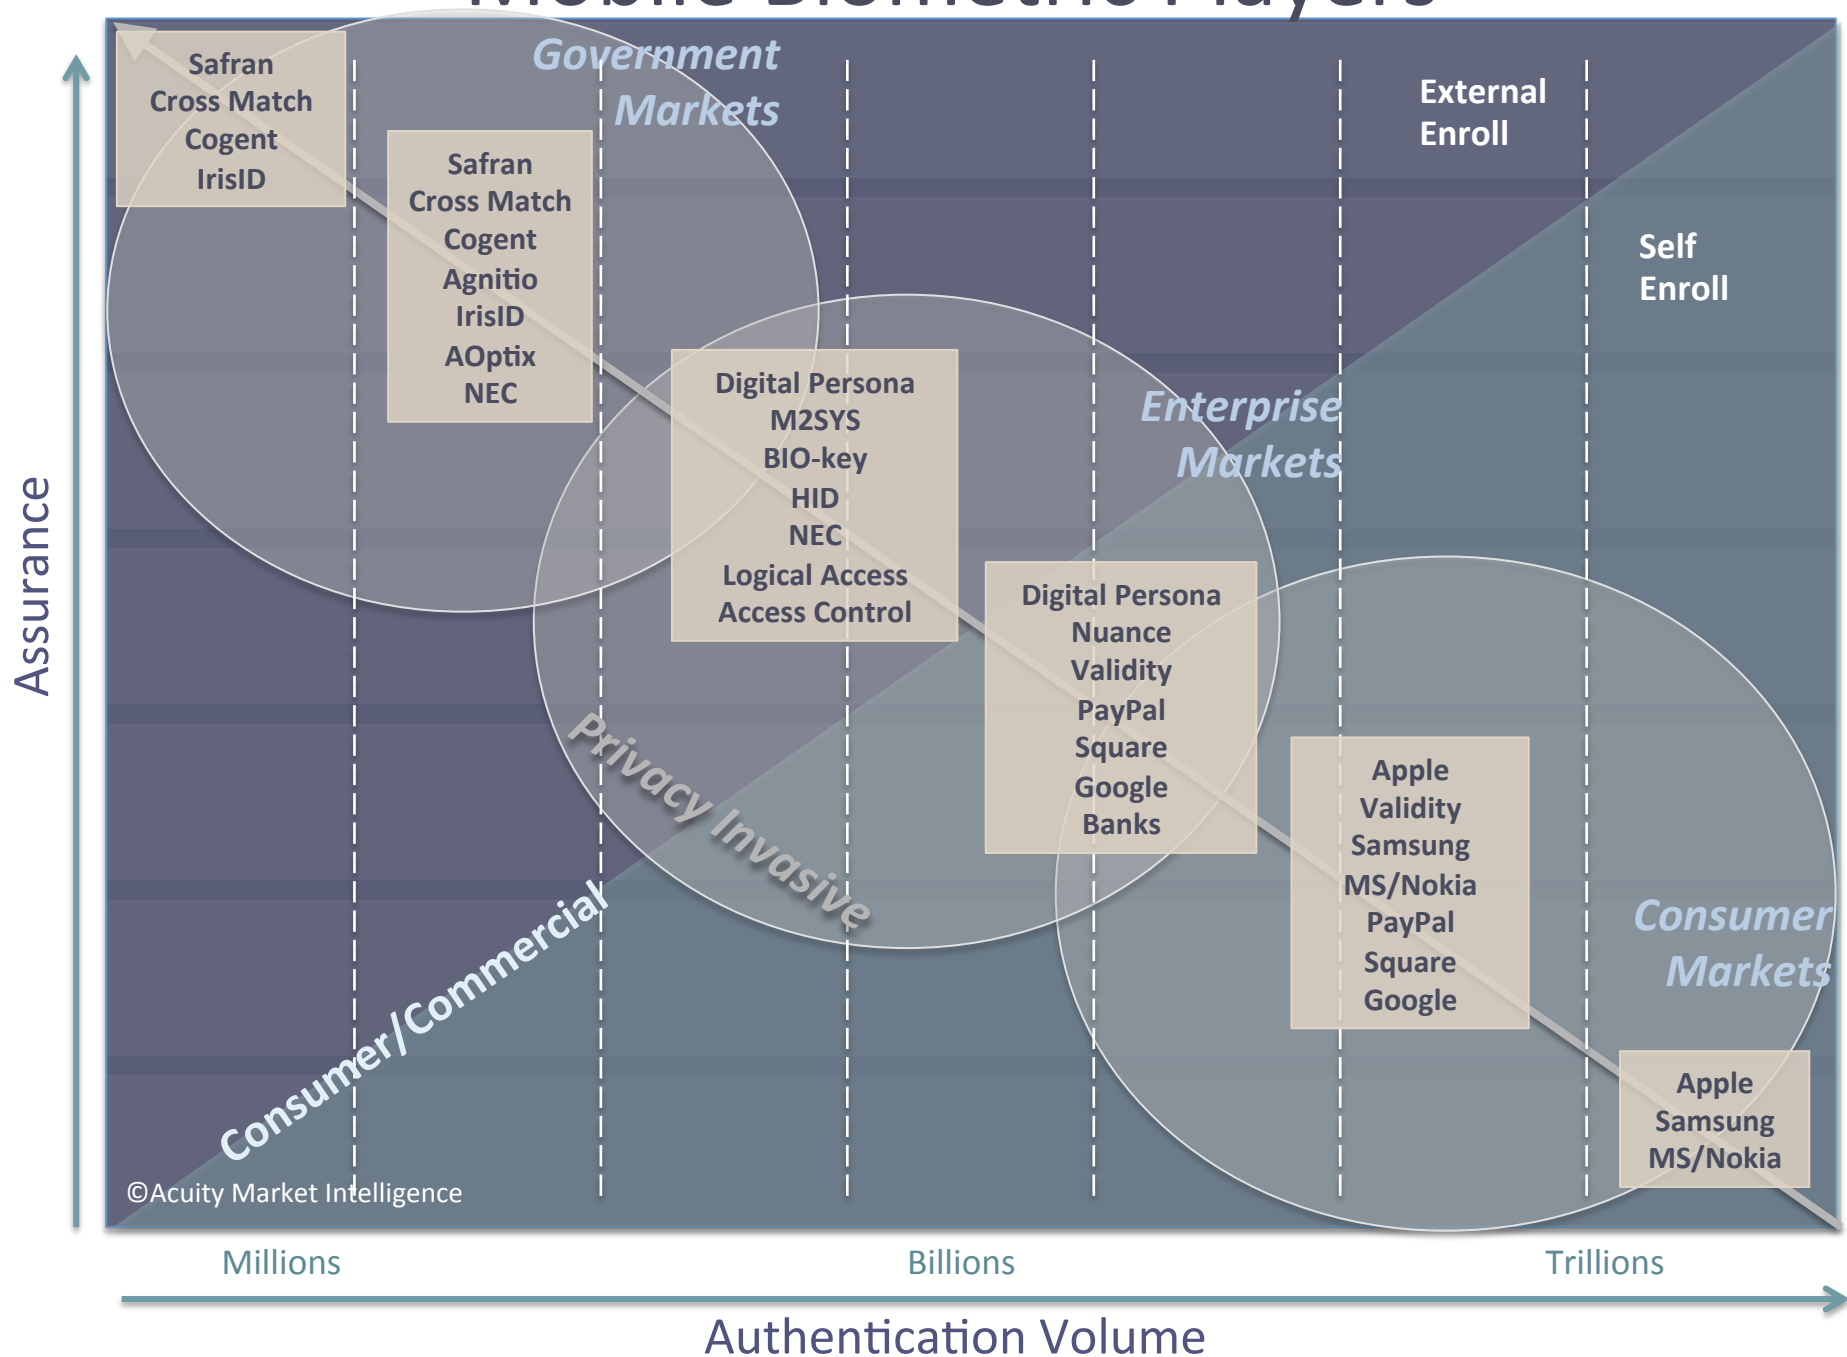 Mobile Biometric Players
Government
Markets
Safran
Cross Match
Cogent
IrisID
External
Enroll
Safran
Cross Match
Cogent
Agnitio
IrisID
AOptix
NEC
Self
Enroll
Digital Persona
M2SYS
BIO-key
HID
NEC
Logical Access
Access Control
Enterprise
Markets
Assurance
Digital Persona
Nuance
Validity
PayPal
Square
Google
Banks
Privacy Invasive
Apple
Validity
Samsung
MS/Nokia
PayPal
Square
Google
Consumer
Markets
Consumer/Commercial
Apple
Samsung
MS/Nokia
©Acuity Market Intelligence
Millions
Billions
Trillions
Authentication Volume